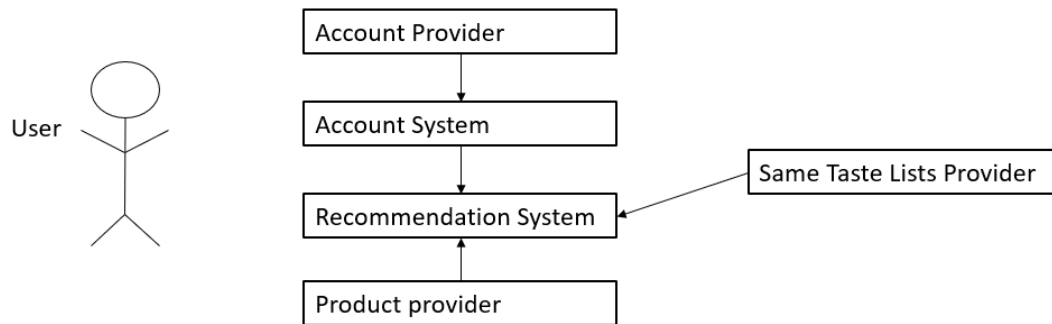 Account Provider
User
Account System
Same Taste Lists Provider
Recommendation System
Product provider